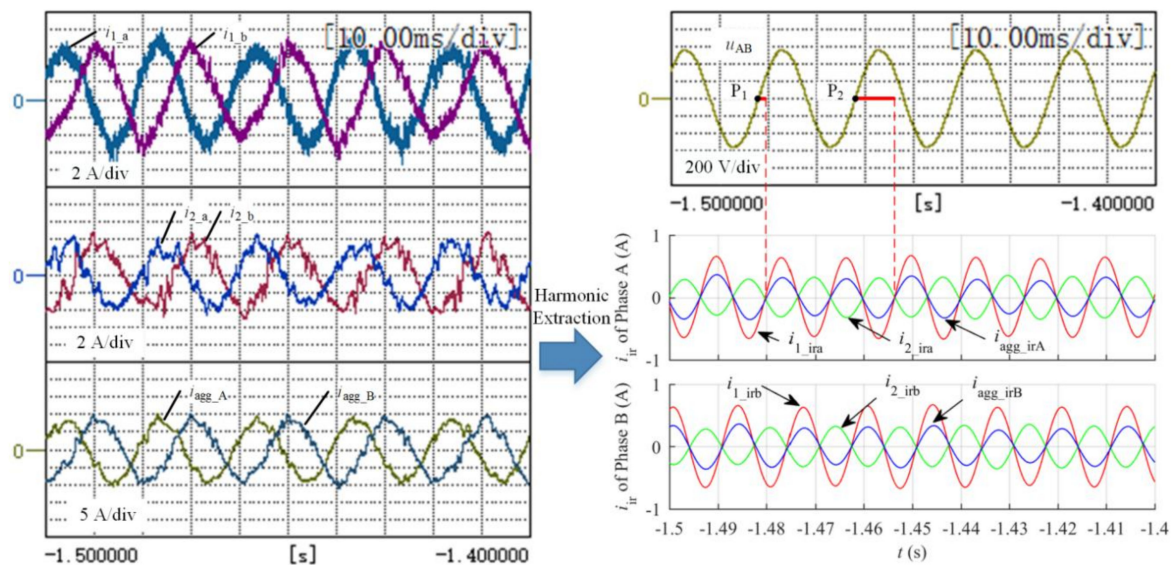 [10.00ms/div]
i1_a
i1_b
0
2 A/div
i2_a
i2_b
0
2 A/div
iagg_A
iagg_B
0
5 A/div
-1.500000 [s] -1.400000
Harmonic
Extraction
[10.00ms/div]
uAB
P1
P2
0
200 V/div
-1.500000 [s] -1.400000
iir of Phase A (A)
1
0
-1
i1_ira
i2_ira
iagg_irA
iir of Phase B (A)
1
0
-1
i1_irb
i2_irb
iagg_irB
-1.5 -1.49 -1.48 -1.47 -1.46 -1.45 -1.44 -1.43 -1.42 -1.41 -1.4
t (s)